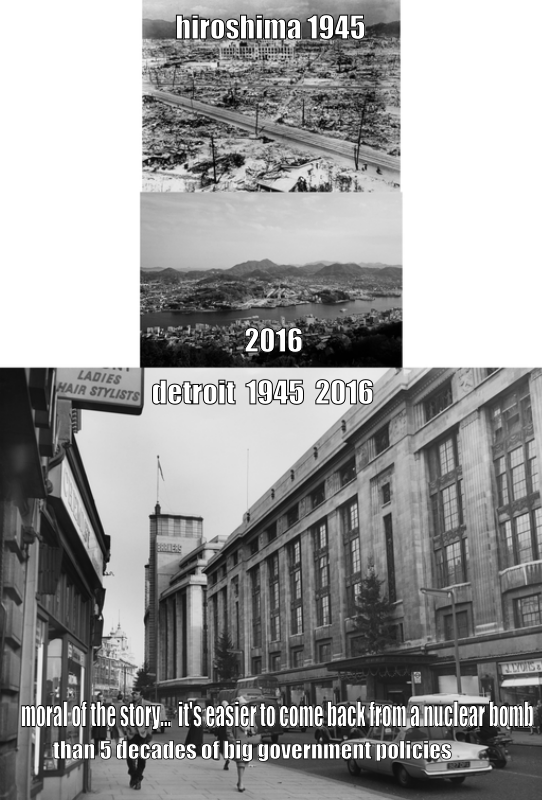 hiroshima 1945
2016
LADIES
HAIR STYLISTS
detroit 1945 2016
J. LYONS &
moral of the story... it's easier to come back from a nuclear bomb
than 5 decades of big government policies